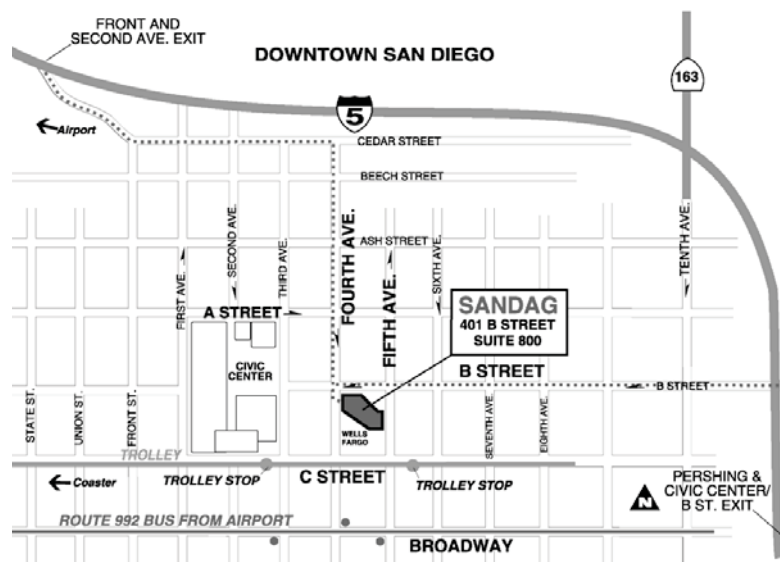 FRONT AND
SECOND AVE. EXIT
DOWNTOWN SAN DIEGO
163
5
Airport
CEDAR STREET
BEECH STREET
ASH STREET
FIRST AVE.
SECOND AVE.
THIRD AVE.
FOURTH AVE.
FIFTH AVE.
SIXTH AVE.
TENTH AVE.
A STREET
SANDAG
401 B STREET
SUITE 800
CIVIC
CENTER
B STREET
B STREET
STATE ST.
UNION ST.
FRONT ST.
WELLS
FARGO
SEVENTH AVE.
EIGHTH AVE.
TROLLEY
TROLLEY STOP
C STREET
TROLLEY STOP
Coaster
N
PERSHING &
CIVIC CENTER/
B ST. EXIT
ROUTE 992 BUS FROM AIRPORT
BROADWAY